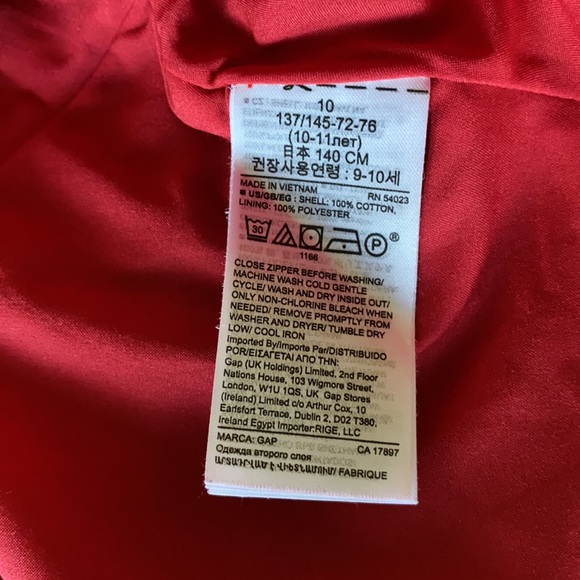 10
137/145-72-76
(10-11лет)
日本 140 CM
권장사용연령 : 9-10세
MADE IN VIETNAM RN 54023
■ US/GB/EG : SHELL: 100% COTTON,
LINING: 100% POLYESTER
30 P ®
1166
CLOSE ZIPPER BEFORE WASHING/
MACHINE WASH COLD GENTLE
CYCLE/ WASH AND DRY INSIDE OUT/
ONLY NON-CHLORINE BLEACH WHEN
NEEDED/ REMOVE PROMPTLY FROM
WASHER AND DRYER/ TUMBLE DRY
LOW/ COOL IRON
Imported by/Importe Par/DISTRIBUIDO
POR/ΕΙΣΑΓΕΤΑΙ ΑΠΟ ΤΗΝ:
Gap (UK Holdings) Limited, 2nd Floor
Nations House, 103 Wigmore Street,
London, W1U 1QS, UK Gap Stores
(Ireland) Limited c/o Arthur Cox, 10
Earlsfort Terrace, Dublin 2, D02 T380,
Ireland Egypt Importer:RIGE, LLC
MARCA: GAP CA 17897
Одежда второго слоя
ԱՐՏԱԴՐՎԱԾ Է ՎԻԵՏՆԱՄՈՒՄ/ FABRIQUE